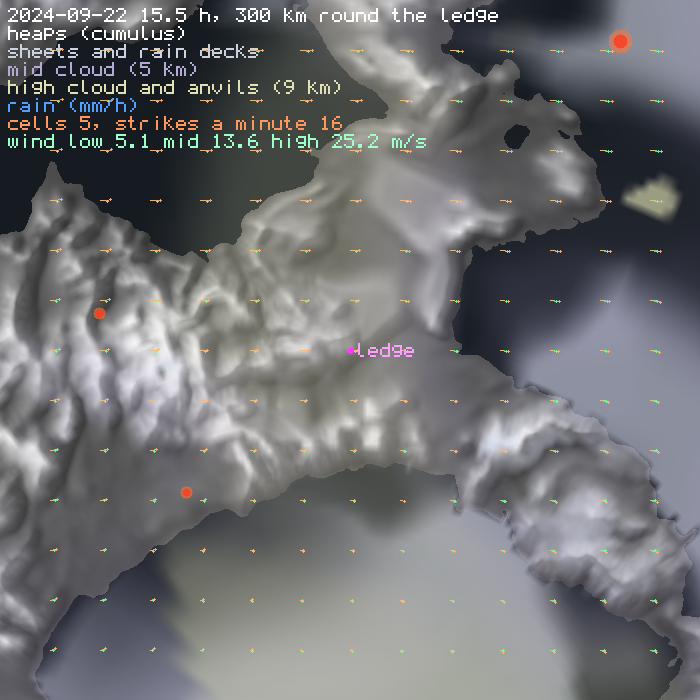 2024-09-22 15.5 h, 300 km round the ledge
heaps (cumulus)
sheets and rain decks
mid cloud (5 km)
high cloud and anvils (9 km)
rain (mm/h)
cells 5, strikes a minute 16
wind low 5.1 mid 13.6 high 25.2 m/s
ledge